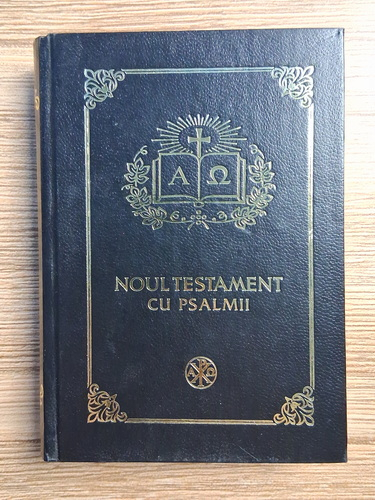 Α Ω
NOUL TESTAMENT
CU PSALMII
Α Ω